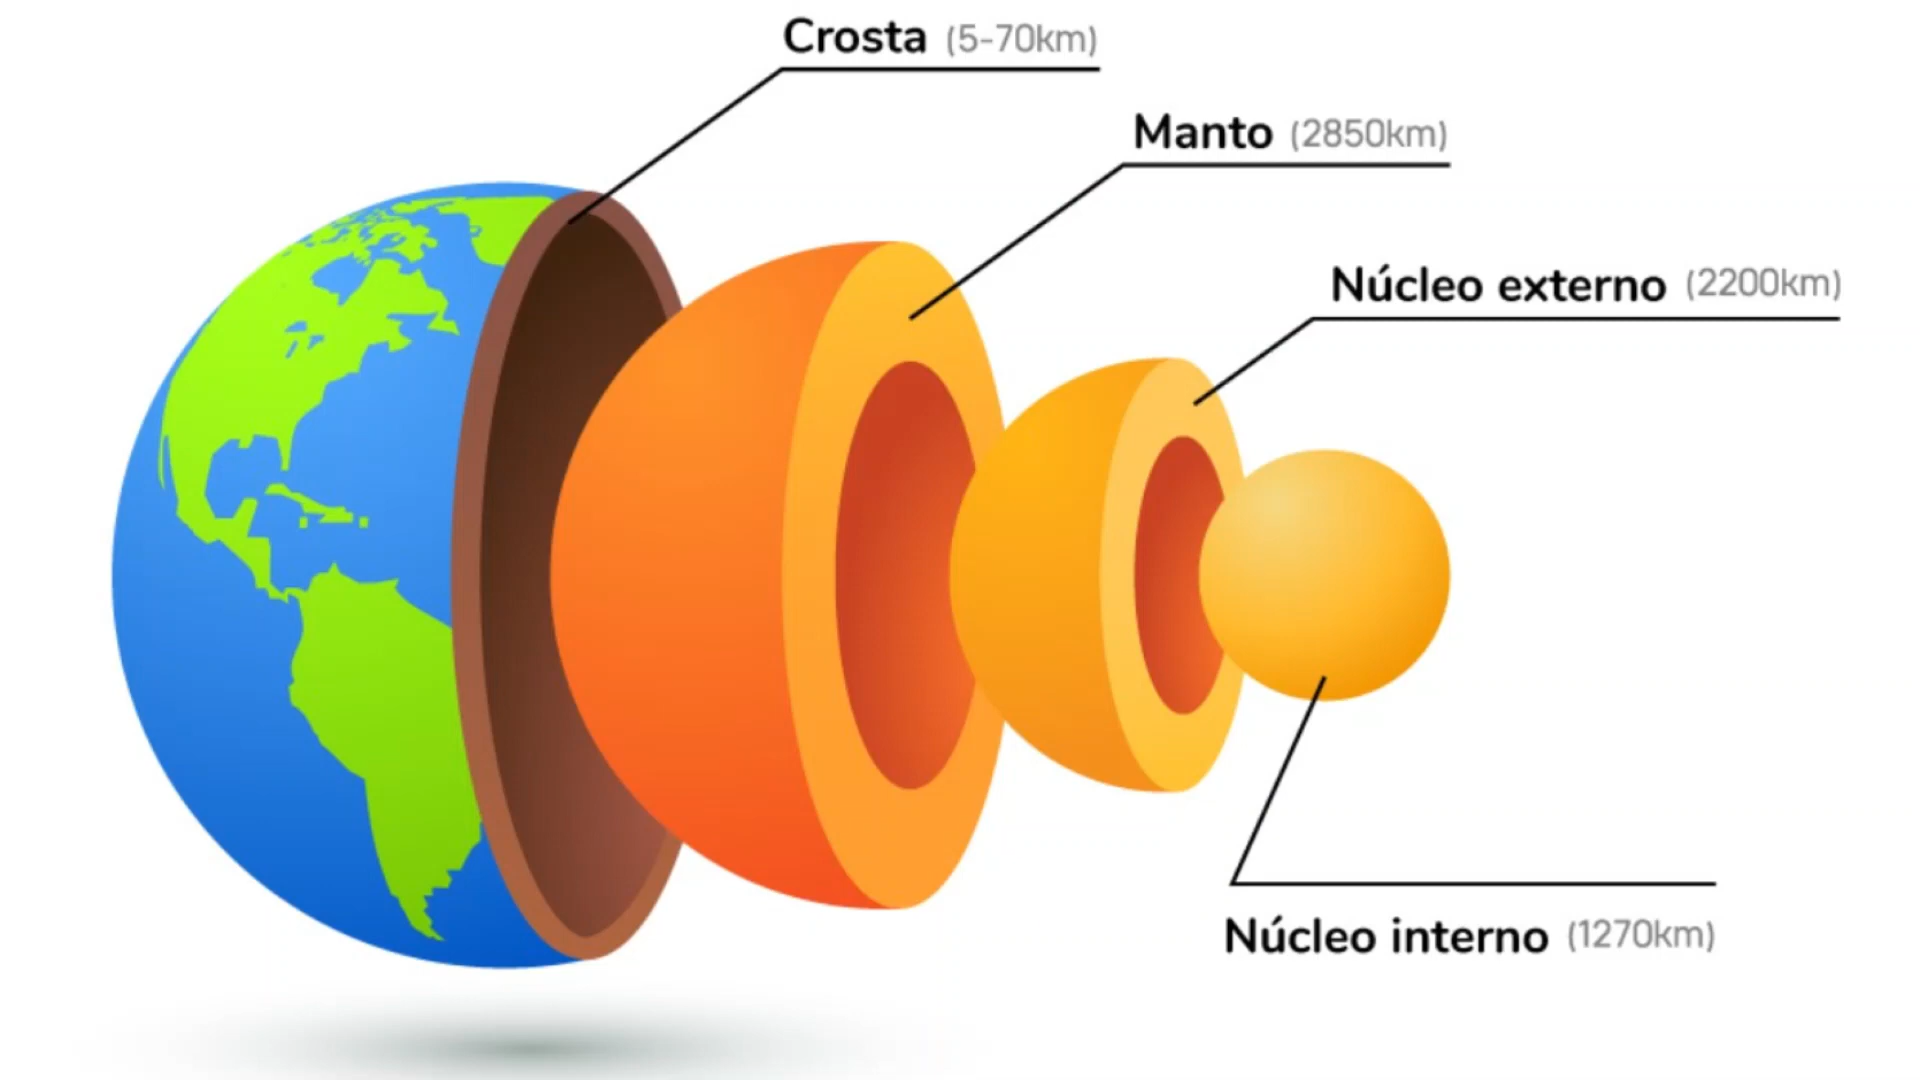 Crosta (5-70km)
Manto (2850km)
Núcleo externo (2200km)
Núcleo interno (1270km)